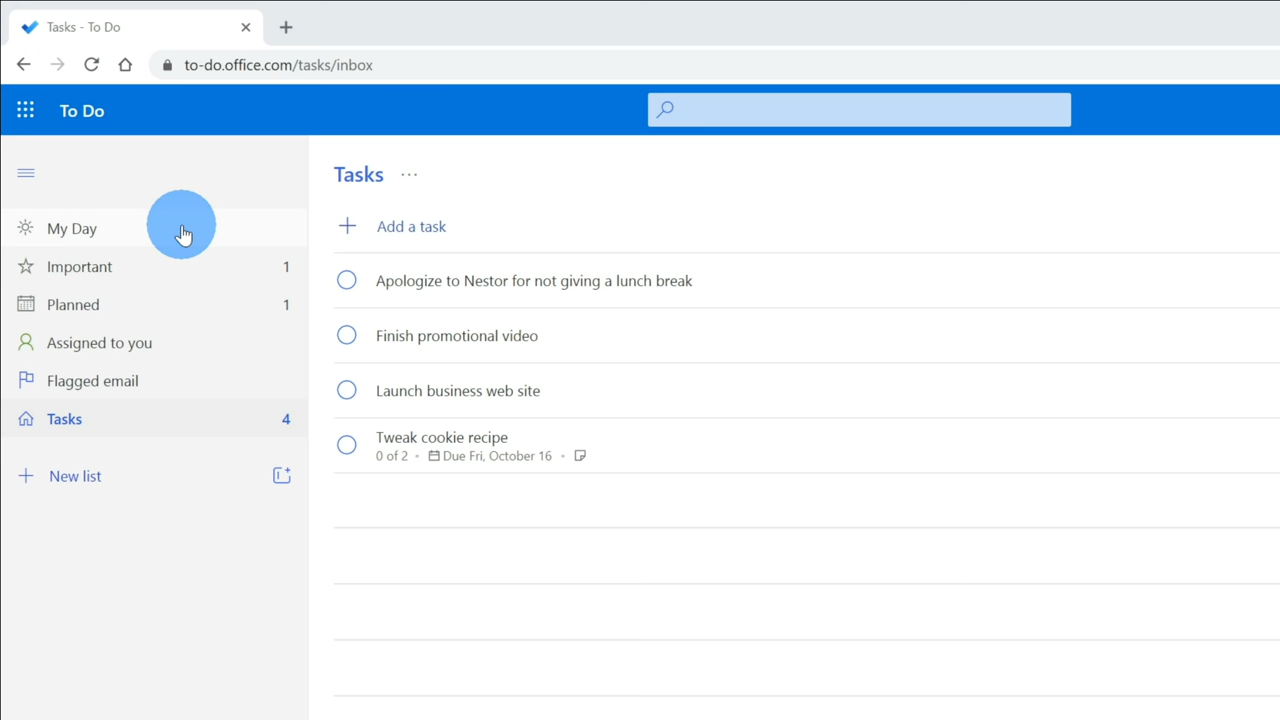 Tasks - To Do
to-do.office.com/tasks/inbox
To Do
My Day
Important 1
Planned 1
Assigned to you
Flagged email
Tasks 4
New list
Tasks ...
Add a task
Apologize to Nestor for not giving a lunch break
Finish promotional video
Launch business web site
Tweak cookie recipe
0 of 2 • Due Fri, October 16 •